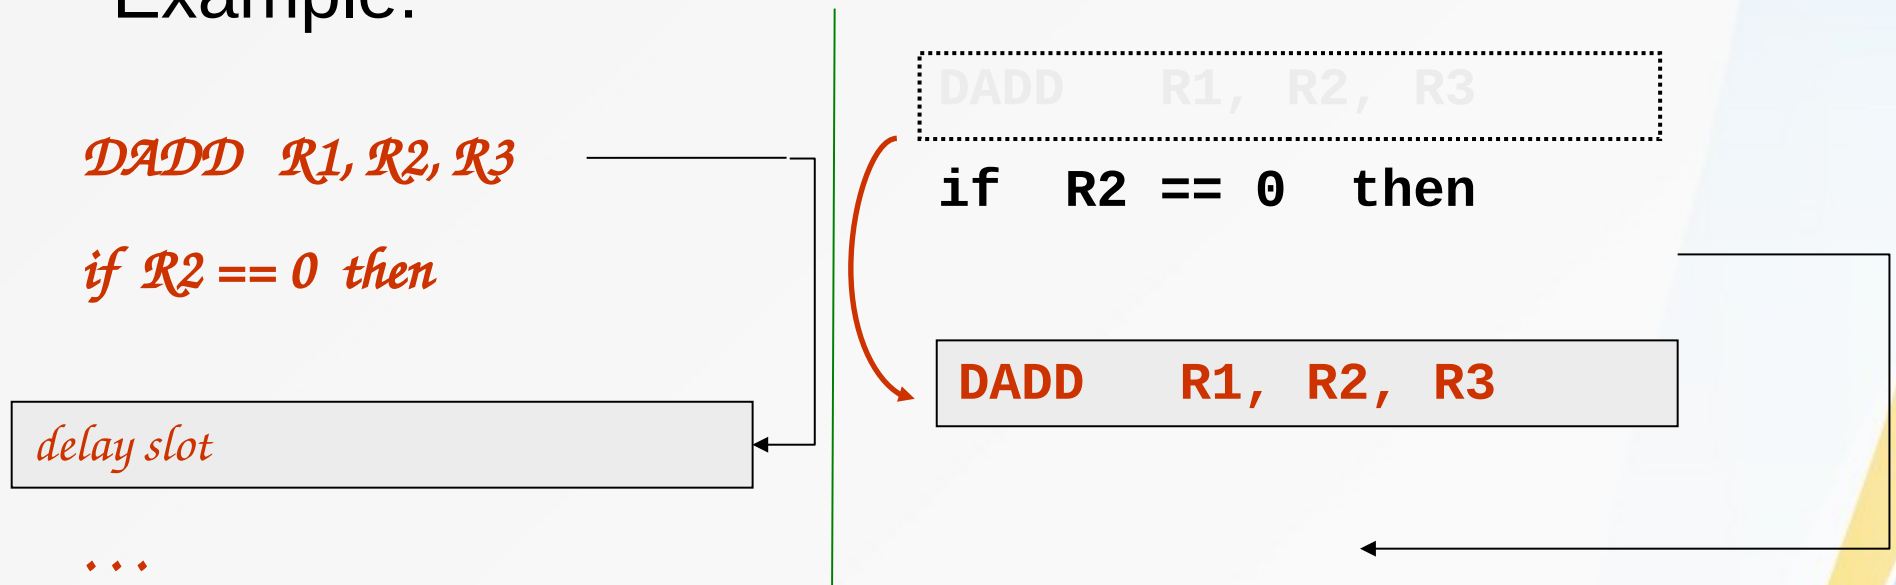 Example:
DADD R1, R2, R3
if R2 == 0 then
delay slot
...
DADD R1, R2, R3
if R2 == 0 then
DADD R1, R2, R3